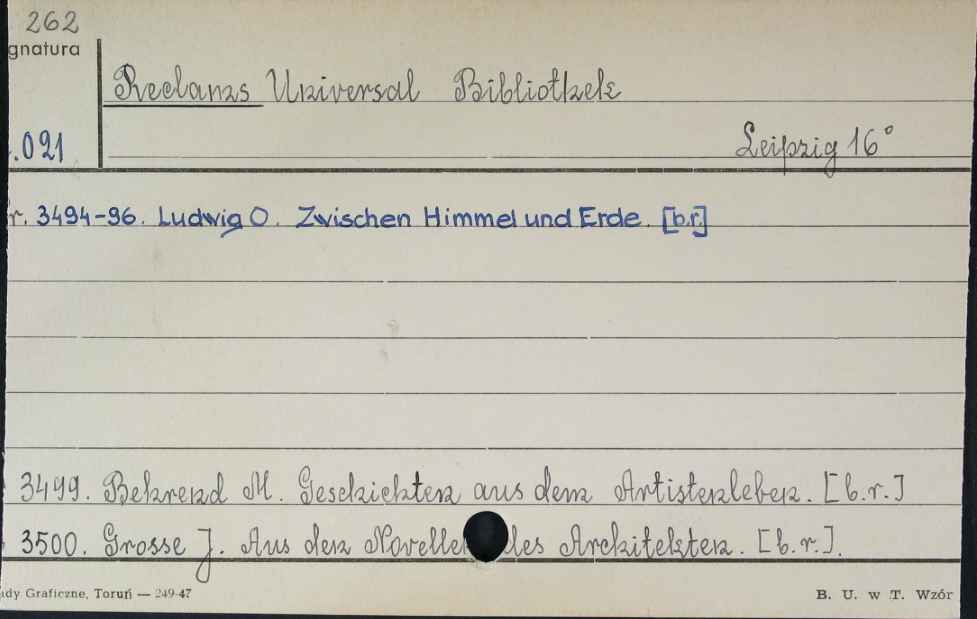 262
gnatura
Reclams Universal Bibliothek
.021
Leipzig 16°
r. 3494-96. Ludwig O. Zwischen Himmel und Erde. [b.r.]
3499. Behrend M. Geschichten aus dem Artistenleben. [b.r.]
3500. Grosse J. Aus den Novellen des Architekten. [b.r.].
ady Graficzne, Toruń — 249-47
B. U. w T. Wzór